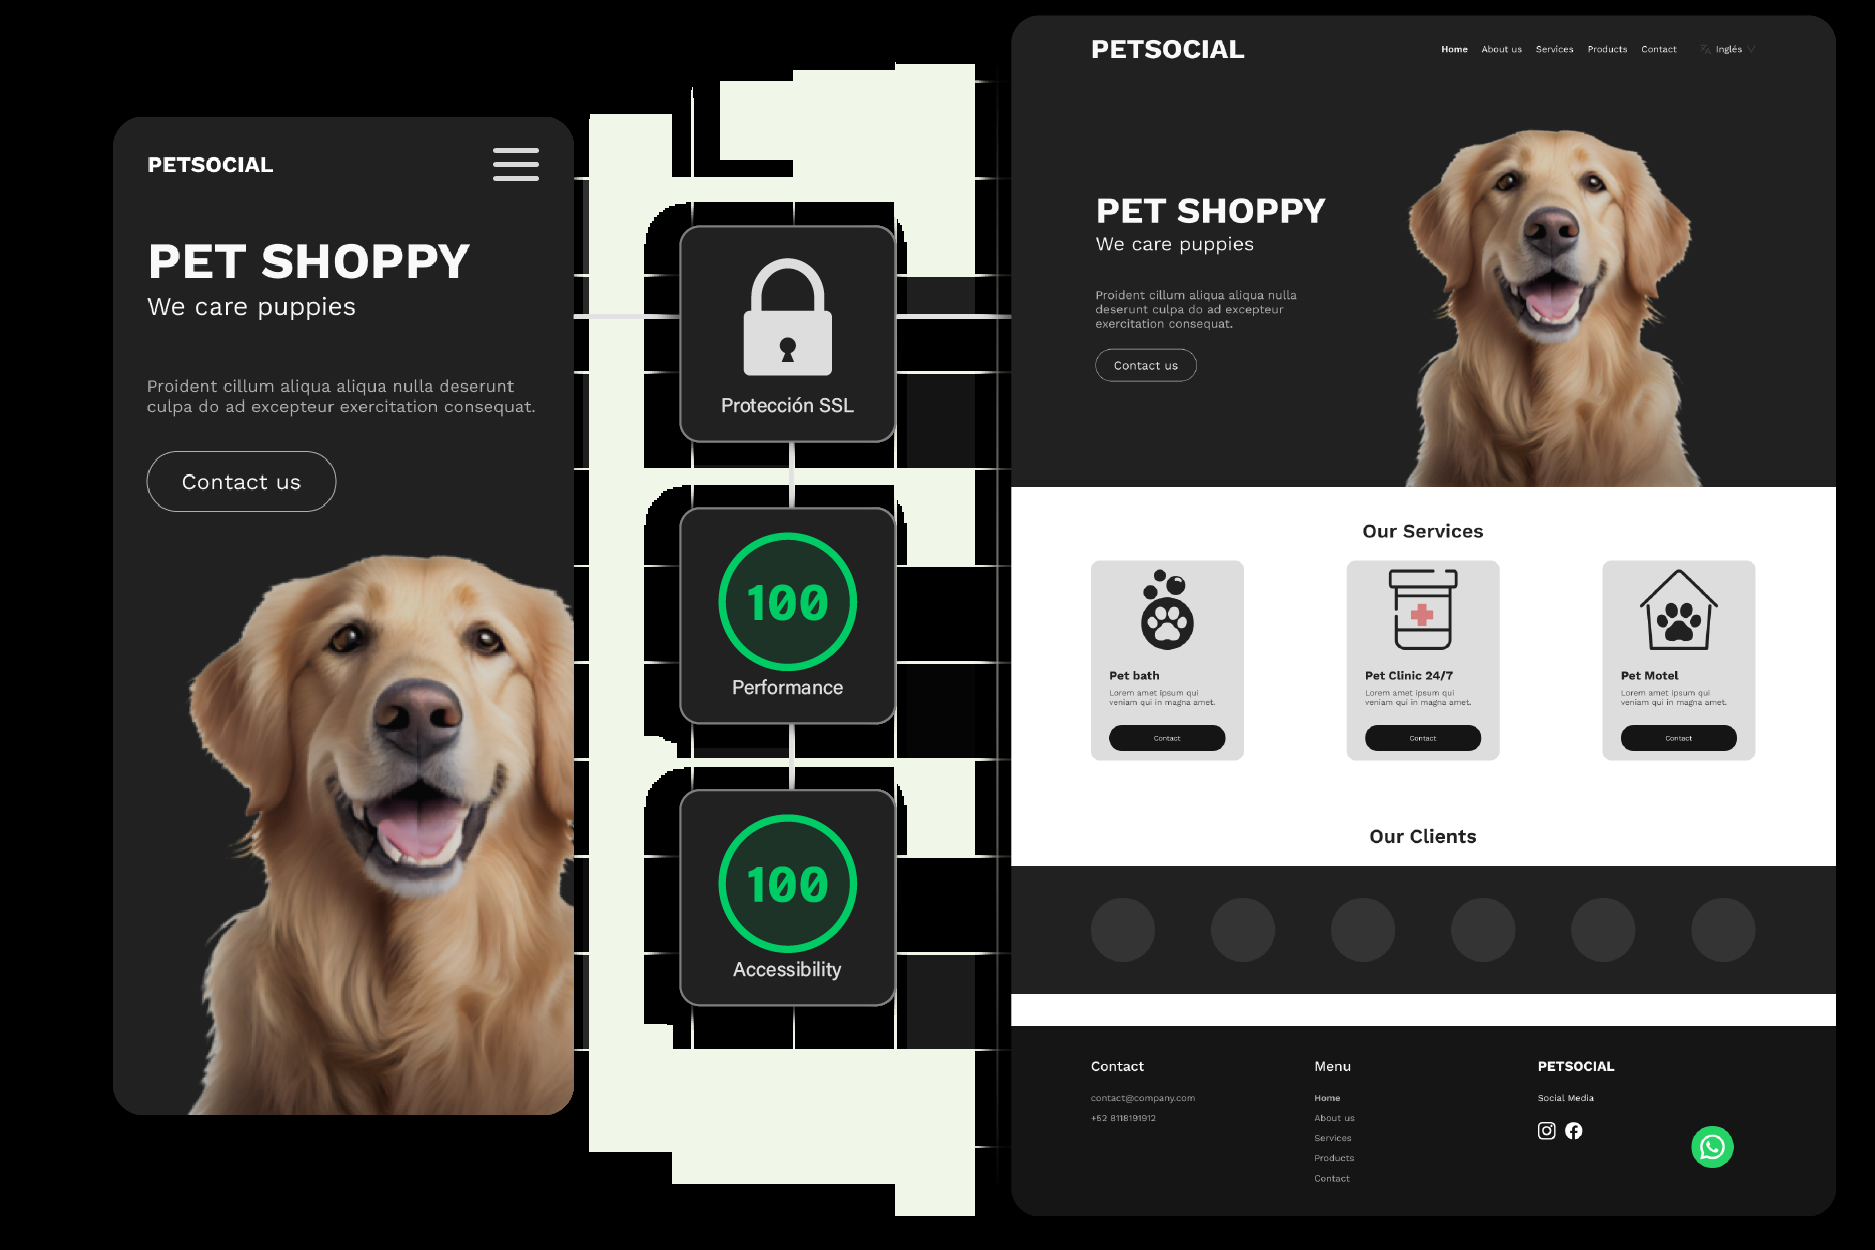 PETSOCIAL
PET SHOPPY
We care puppies
Proident cillum aliqua aliqua nulla deserunt
culpa do ad excepteur exercitation consequat.
Contact us
Protección SSL
100
Performance
100
Accessibility
PETSOCIAL
Home About us Services Products Contact Inglés
PET SHOPPY
We care puppies
Proident cillum aliqua aliqua nulla
deserunt culpa do ad excepteur
exercitation consequat.
Contact us
Our Services
Pet bath
Lorem amet ipsum qui
veniam qui in magna amet.
Contact
Pet Clinic 24/7
Lorem amet ipsum qui
veniam qui in magna amet.
Contact
Pet Motel
Lorem amet ipsum qui
veniam qui in magna amet.
Contact
Our Clients
Contact
contact@company.com
+52 8118191912
Menu
Home
About us
Services
Products
Contact
PETSOCIAL
Social Media